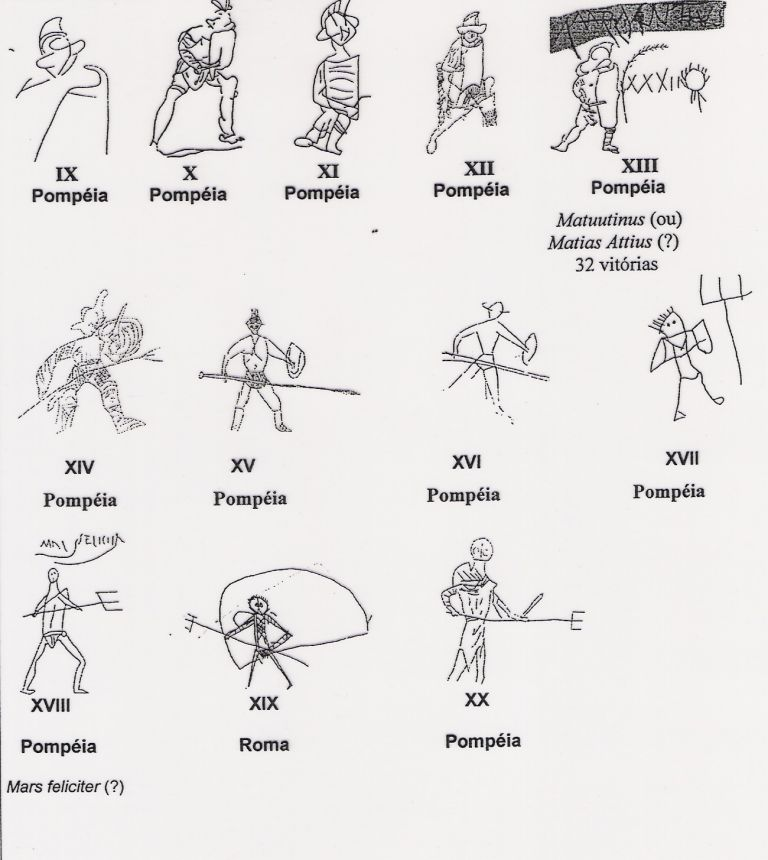 XXXII
IX
X
XI
XII
XIII
Pompéia
Pompéia
Pompéia
Pompéia
Pompéia
Matuutinus (ou)
Matias Attius (?)
32 vitórias
XIV
XV
XVI
XVII
Pompéia
Pompéia
Pompéia
Pompéia
XVIII
XIX
XX
Pompéia
Roma
Pompéia
Mars feliciter (?)